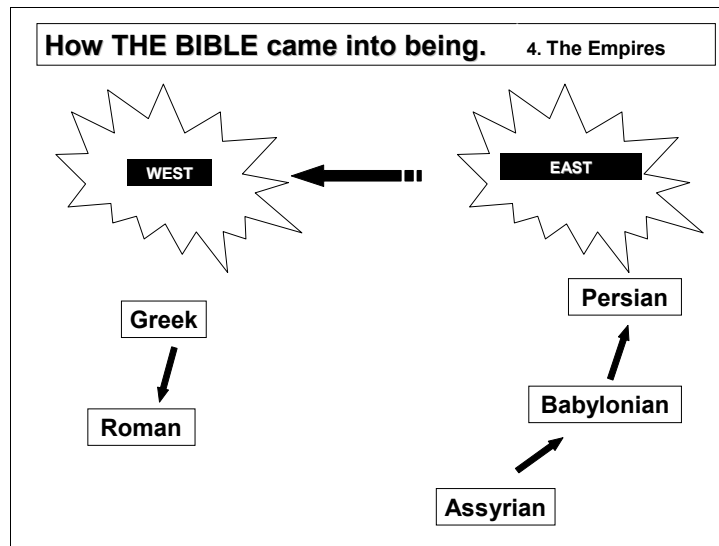 How THE BIBLE came into being. 4. The Empires
WEST
EAST
Persian
Greek
Babylonian
Roman
Assyrian